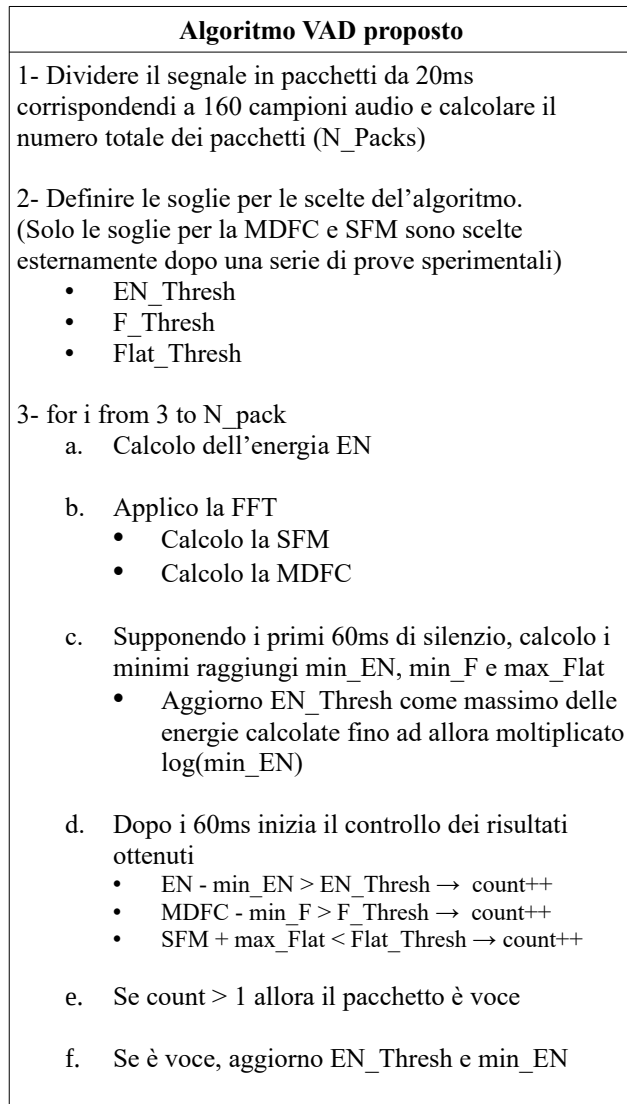 Algoritmo VAD proposto
1- Dividere il segnale in pacchetti da 20ms
corrispondendi a 160 campioni audio e calcolare il
numero totale dei pacchetti (N_Packs)
2- Definire le soglie per le scelte del'algoritmo.
(Solo le soglie per la MDFC e SFM sono scelte
esternamente dopo una serie di prove sperimentali)
• EN_Thresh
• F_Thresh
• Flat_Thresh
3- for i from 3 to N_pack
a. Calcolo dell'energia EN
b. Applico la FFT
• Calcolo la SFM
• Calcolo la MDFC
c. Supponendo i primi 60ms di silenzio, calcolo i
minimi raggiungi min_EN, min_F e max_Flat
• Aggiorno EN_Thresh come massimo delle
energie calcolate fino ad allora moltiplicato
log(min_EN)
d. Dopo i 60ms inizia il controllo dei risultati
ottenuti
• EN - min_EN > EN_Thresh → count++
• MDFC - min_F > F_Thresh → count++
• SFM + max_Flat < Flat_Thresh → count++
e. Se count > 1 allora il pacchetto è voce
f. Se è voce, aggiorno EN_Thresh e min_EN